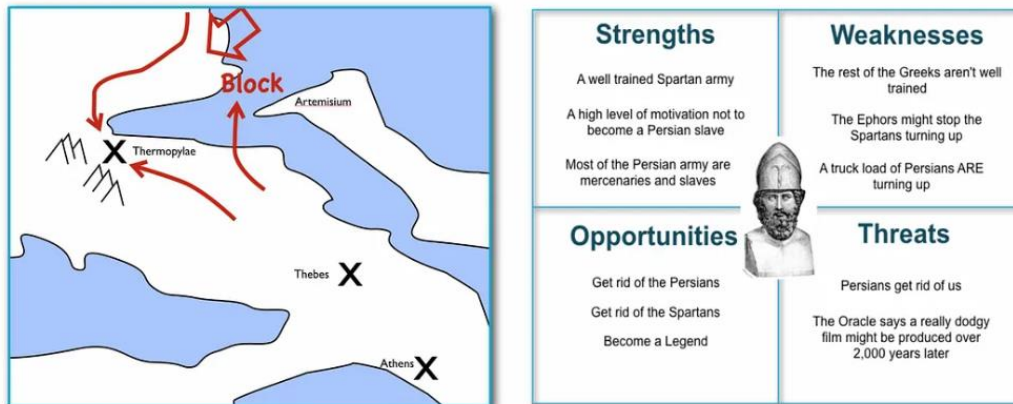 Block
Artemisium
Thermopylae
Thebes
Athens
Strengths
A well trained Spartan army
A high level of motivation not to
become a Persian slave
Most of the Persian army are
mercenaries and slaves
Weaknesses
The rest of the Greeks aren't well
trained
The Ephors might stop the
Spartans turning up
A truck load of Persians ARE
turning up
Opportunities
Get rid of the Persians
Get rid of the Spartans
Become a Legend
Threats
Persians get rid of us
The Oracle says a really dodgy
film might be produced over
2,000 years later